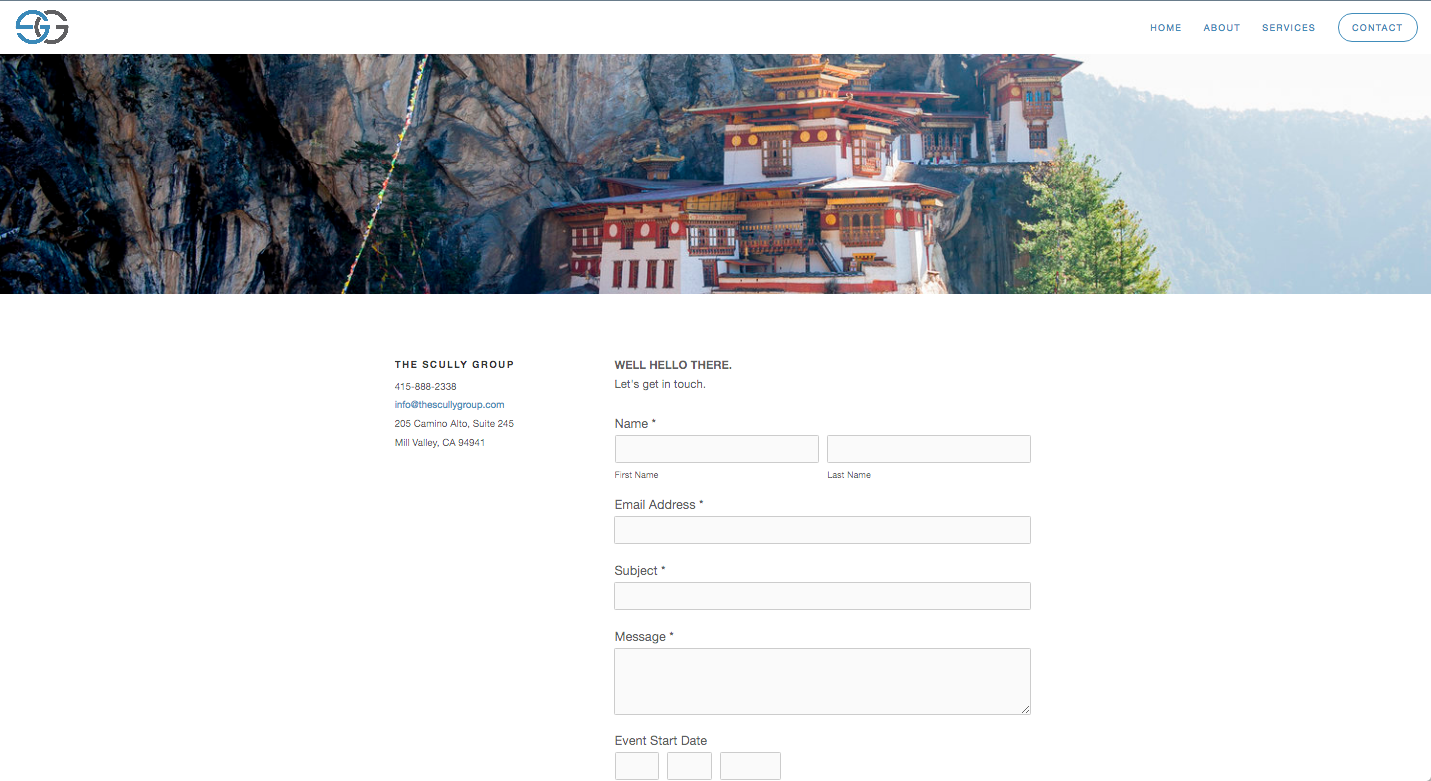 SG
HOME ABOUT SERVICES CONTACT
THE SCULLY GROUP
415-888-2338
info@thescullygroup.com
205 Camino Alto, Suite 245
Mill Valley, CA 94941
WELL HELLO THERE.
Let's get in touch.
Name *
First Name Last Name
Email Address *
Subject *
Message *
Event Start Date